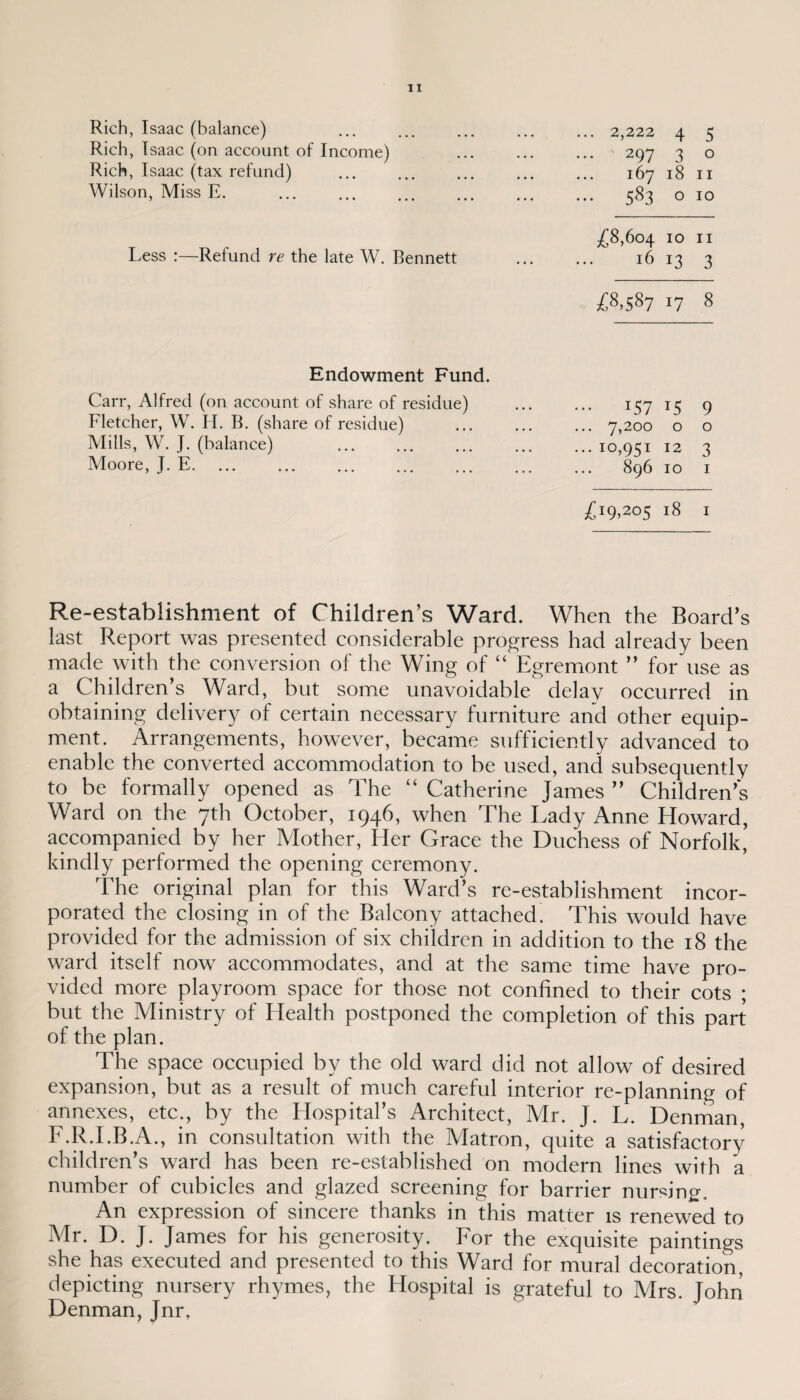 11
Rich, Isaac (balance) ... ... ... ... ... 2,222 4 5
Rich, Isaac (on account of Income) ... ... ... 297 3 0
Rich, Isaac (tax refund) ... ... ... ... ... 167 18 11
Wilson, Miss E. ... ... ... ... ... ... 583 0 10
£8,604 10 11
Less :—Refund re the late W. Bennett ... ... 16 13 3
£8,587 17 8
Endowment Fund.
Carr, Alfred (on account of share of residue) ... ... 157 15 9
Fletcher, W. H. B. (share of residue) ... ... ... 7,200 0 0
Mills, W. J. (balance) ... ... ... ... ... 10,951 12 3
Moore, J. E. ... ... ... ... ... ... ... 896 10 1
£19,205 18 1
Re-establishment of Children's Ward. When the Board's
last Report was presented considerable progress had already been
made with the conversion of the Wing of “ Egremont ” for use as
a Children's Ward, but some unavoidable delay occurred in
obtaining delivery of certain necessary furniture and other equip-
ment. Arrangements, however, became sufficiently advanced to
enable the converted accommodation to be used, and subsequently
to be formally opened as The “ Catherine James ” Children's
Ward on the 7th October, 1946, when The Lady Anne Howard,
accompanied by her Mother, Her Grace the Duchess of Norfolk,
kindly performed the opening ceremony.
The original plan for this Ward's re-establishment incor-
porated the closing in of the Balcony attached. This would have
provided for the admission of six children in addition to the 18 the
ward itself now accommodates, and at the same time have pro-
vided more playroom space for those not confined to their cots ;
but the Ministry of Health postponed the completion of this part
of the plan.
The space occupied by the old ward did not allow of desired
expansion, but as a result of much careful interior re-planning of
annexes, etc., by the Hospital's Architect, Mr. J. L. Denman,
F.R.I.B.A., in consultation with the Matron, quite a satisfactory
children's ward has been re-established on modern lines with a
number of cubicles and glazed screening for barrier nursing.
An expression of sincere thanks in this matter is renewed to
Mr. D. J. James for his generosity. For the exquisite paintings
she has executed and presented to this Ward for mural decoration,
depicting nursery rhymes, the Hospital is grateful to Mrs. John
Denman, Jnr.